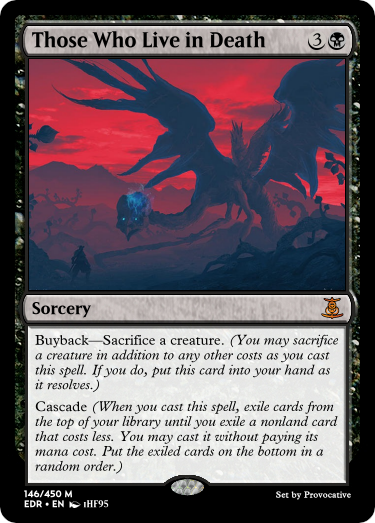 Those Who Live in Death 3
Sorcery
Buyback—Sacrifice a creature. (You may sacrifice
a creature in addition to any other costs as you cast
this spell. If you do, put this card into your hand as
it resolves.)
Cascade (When you cast this spell, exile cards from
the top of your library until you exile a nonland card
that costs less. You may cast it without paying its
mana cost. Put the exiled cards on the bottom in a
random order.)
146/450 M
EDR • EN 1HF95
Set by Provocative